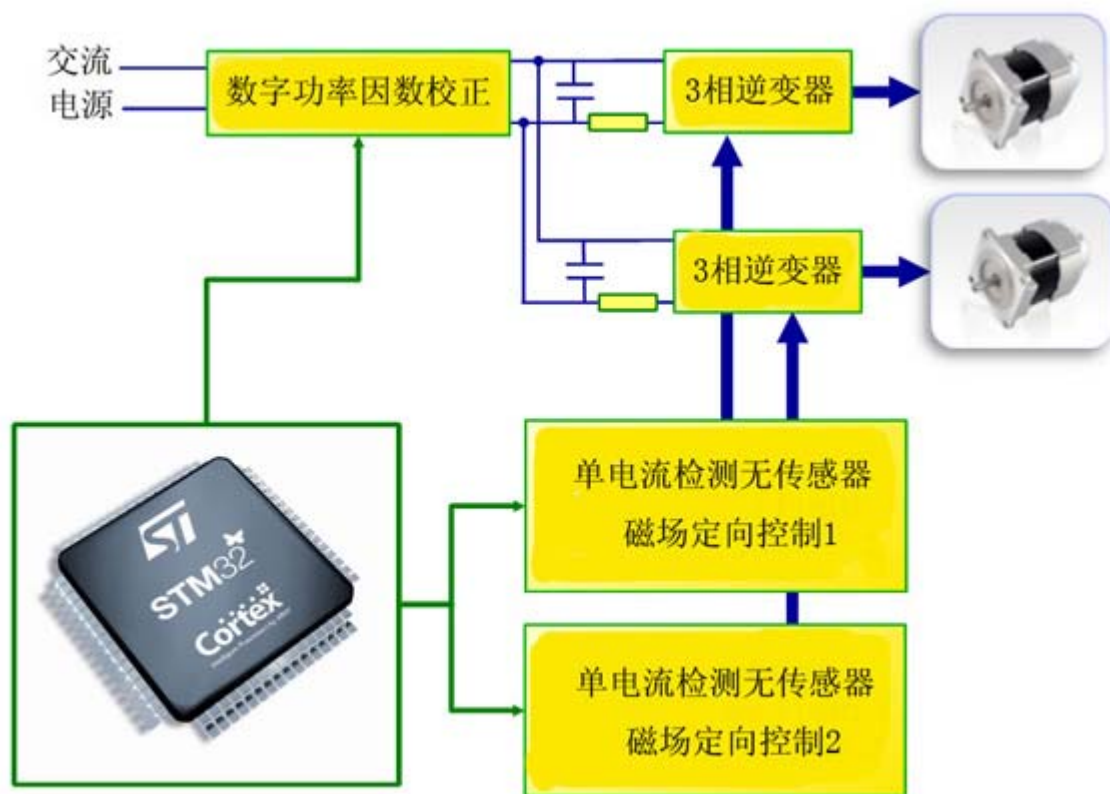 交流
电源
数字功率因数校正
3相逆变器
3相逆变器
单电流检测无传感器
磁场定向控制1
单电流检测无传感器
磁场定向控制2
ST
STM32
Cortex